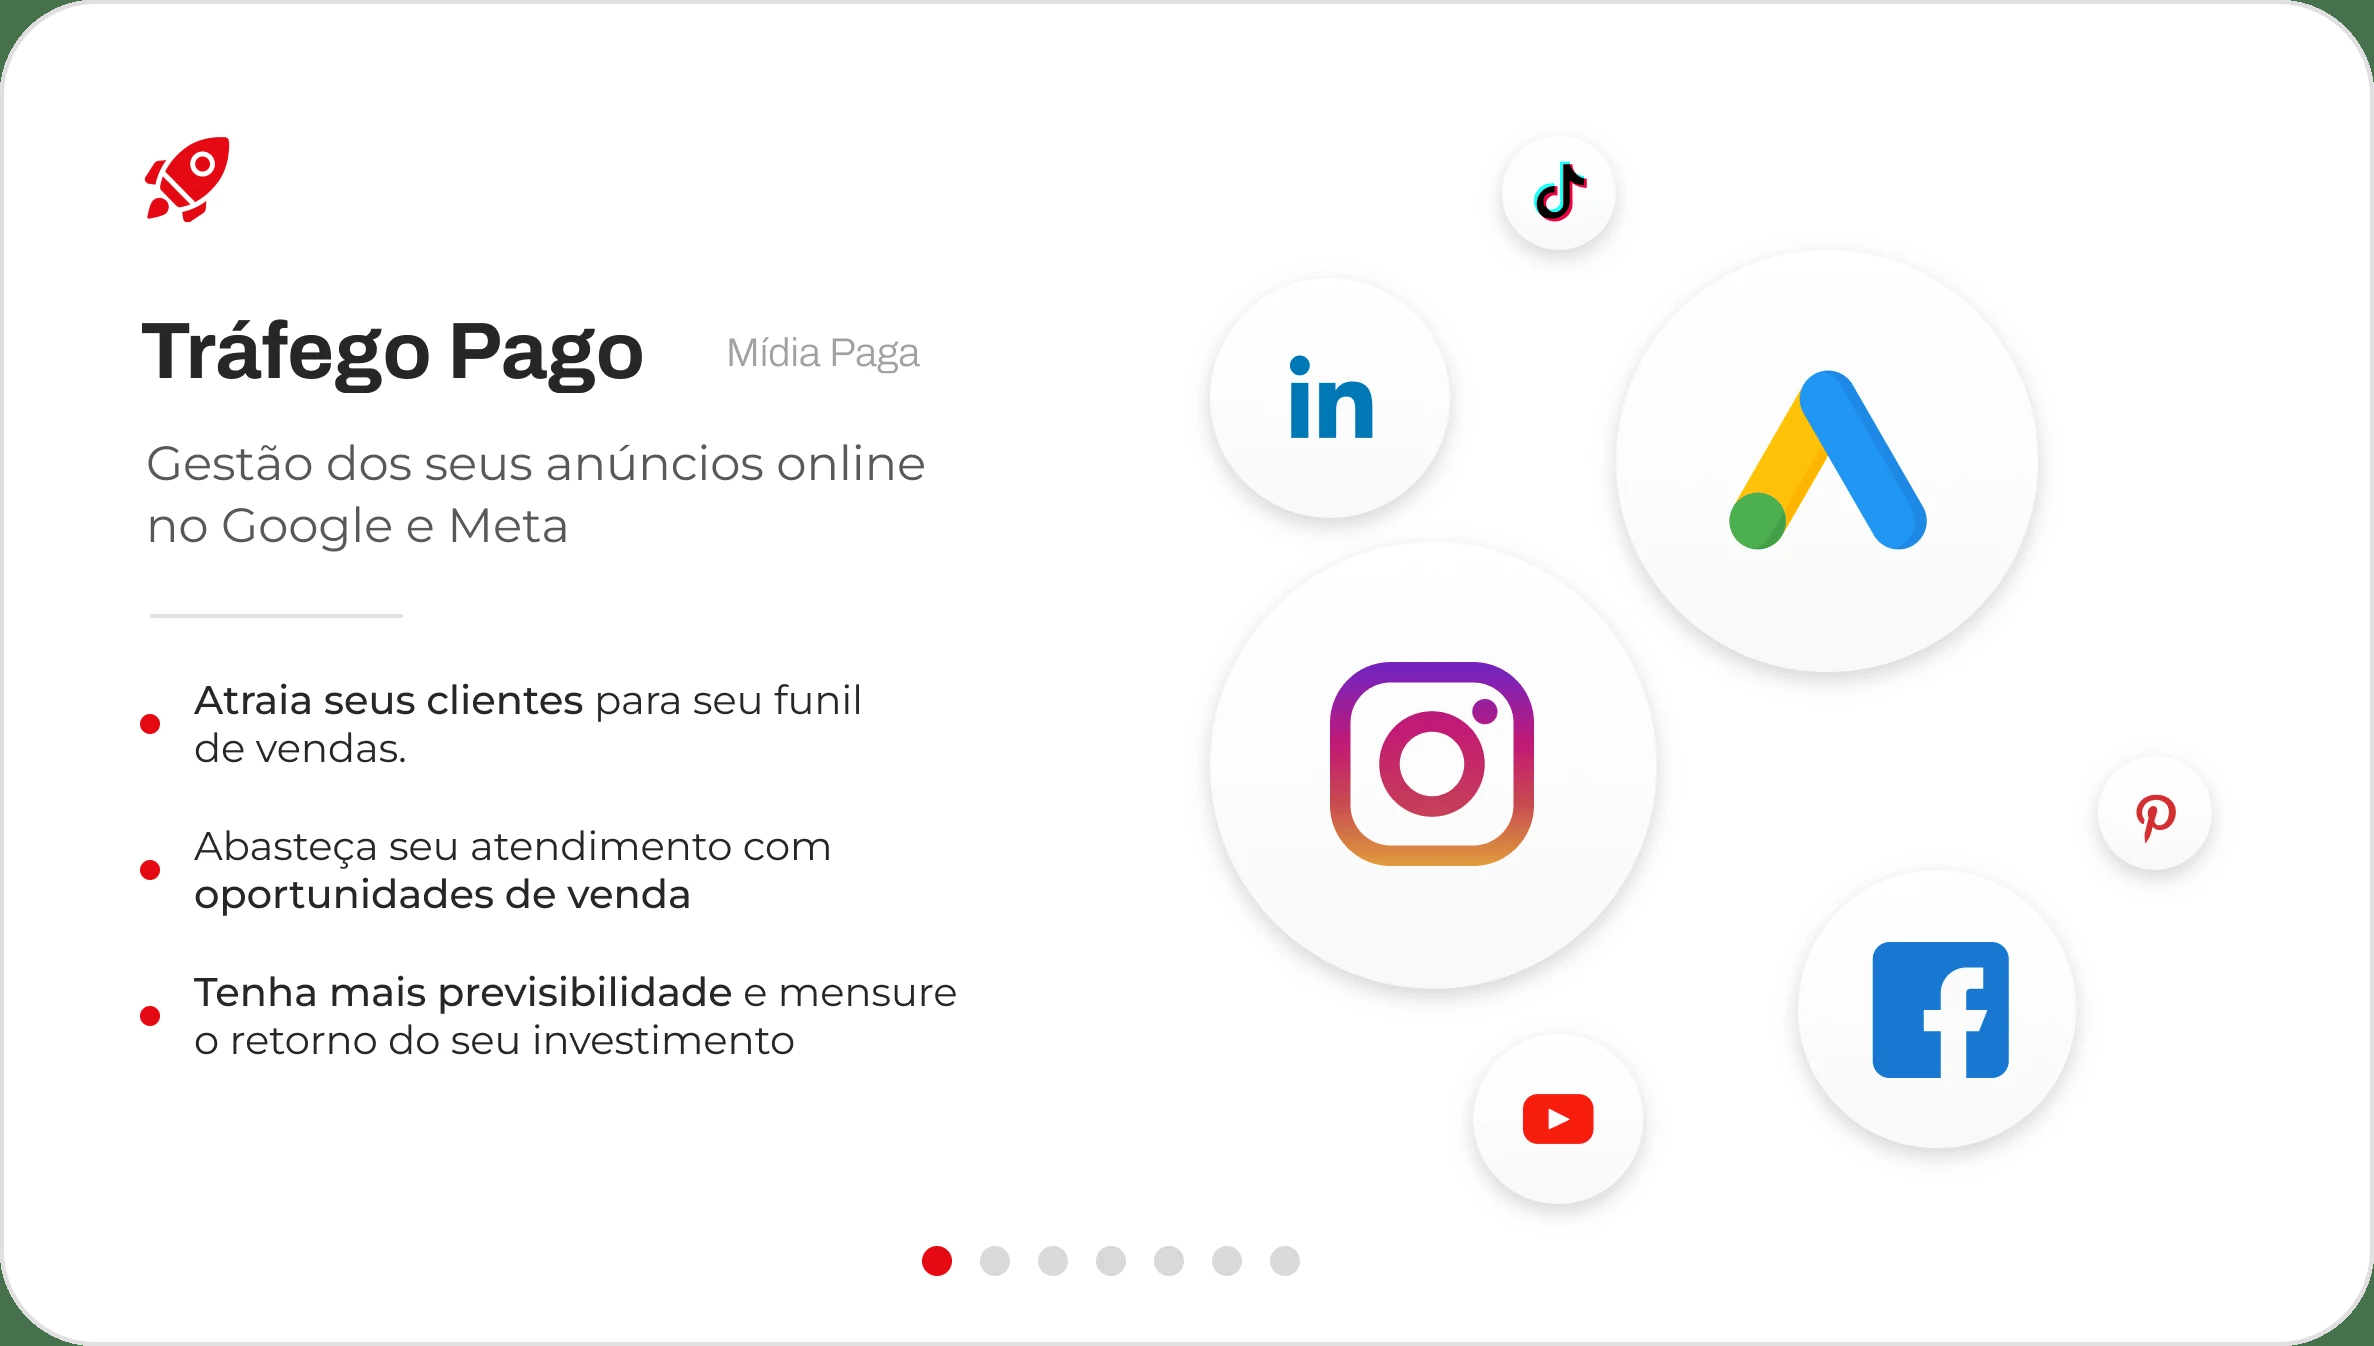 Tráfego Pago
Mídia Paga
Gestão dos seus anúncios online
no Google e Meta
Atraia seus clientes para seu funil
de vendas.
Abasteça seu atendimento com
oportunidades de venda
Tenha mais previsibilidade e mensure
o retorno do seu investimento
in